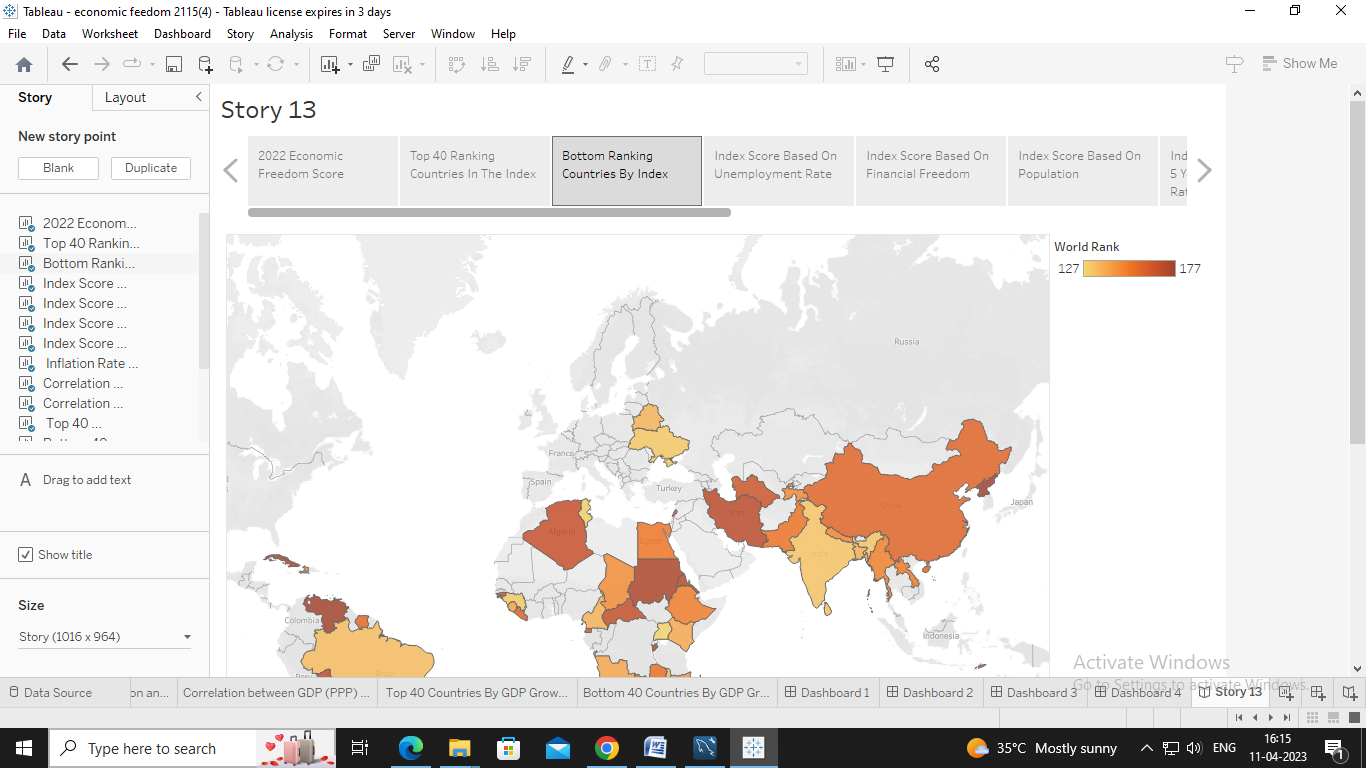 Tableau - economic feedom 2115(4) - Tableau license expires in 3 days
File Data Worksheet Dashboard Story Analysis Format Server Window Help
Show Me
Story Layout
New story point
Blank Duplicate
2022 Econom...
Top 40 Rankin...
Bottom Ranki...
Index Score ...
Index Score ...
Index Score ...
Index Score ...
Inflation Rate ...
Correlation ...
Correlation ...
Top 40 ...
A Drag to add text
Show title
Size
Story (1016 x 964)
Story 13
2022 Economic
Freedom Score
Top 40 Ranking
Countries In The Index
Bottom Ranking
Countries By Index
Index Score Based On
Unemployment Rate
Index Score Based On
Financial Freedom
Index Score Based On
Population
Ind
5 Y
Rat
World Rank
127 177
Russia
France
Spain
Turkey
Iran
China
Japan
Algeria
Egypt
India
Colombia
Indonesia
Brazil
Activate Windows
Go to Settings to activate Windows.
Data Source on an... Correlation between GDP (PPP) ... Top 40 Countries By GDP Grow... Bottom 40 Countries By GDP Gr... Dashboard 1 Dashboard 2 Dashboard 3 Dashboard 4 Story 13
Type here to search
35°C Mostly sunny
ENG
16:15
11-04-2023
1